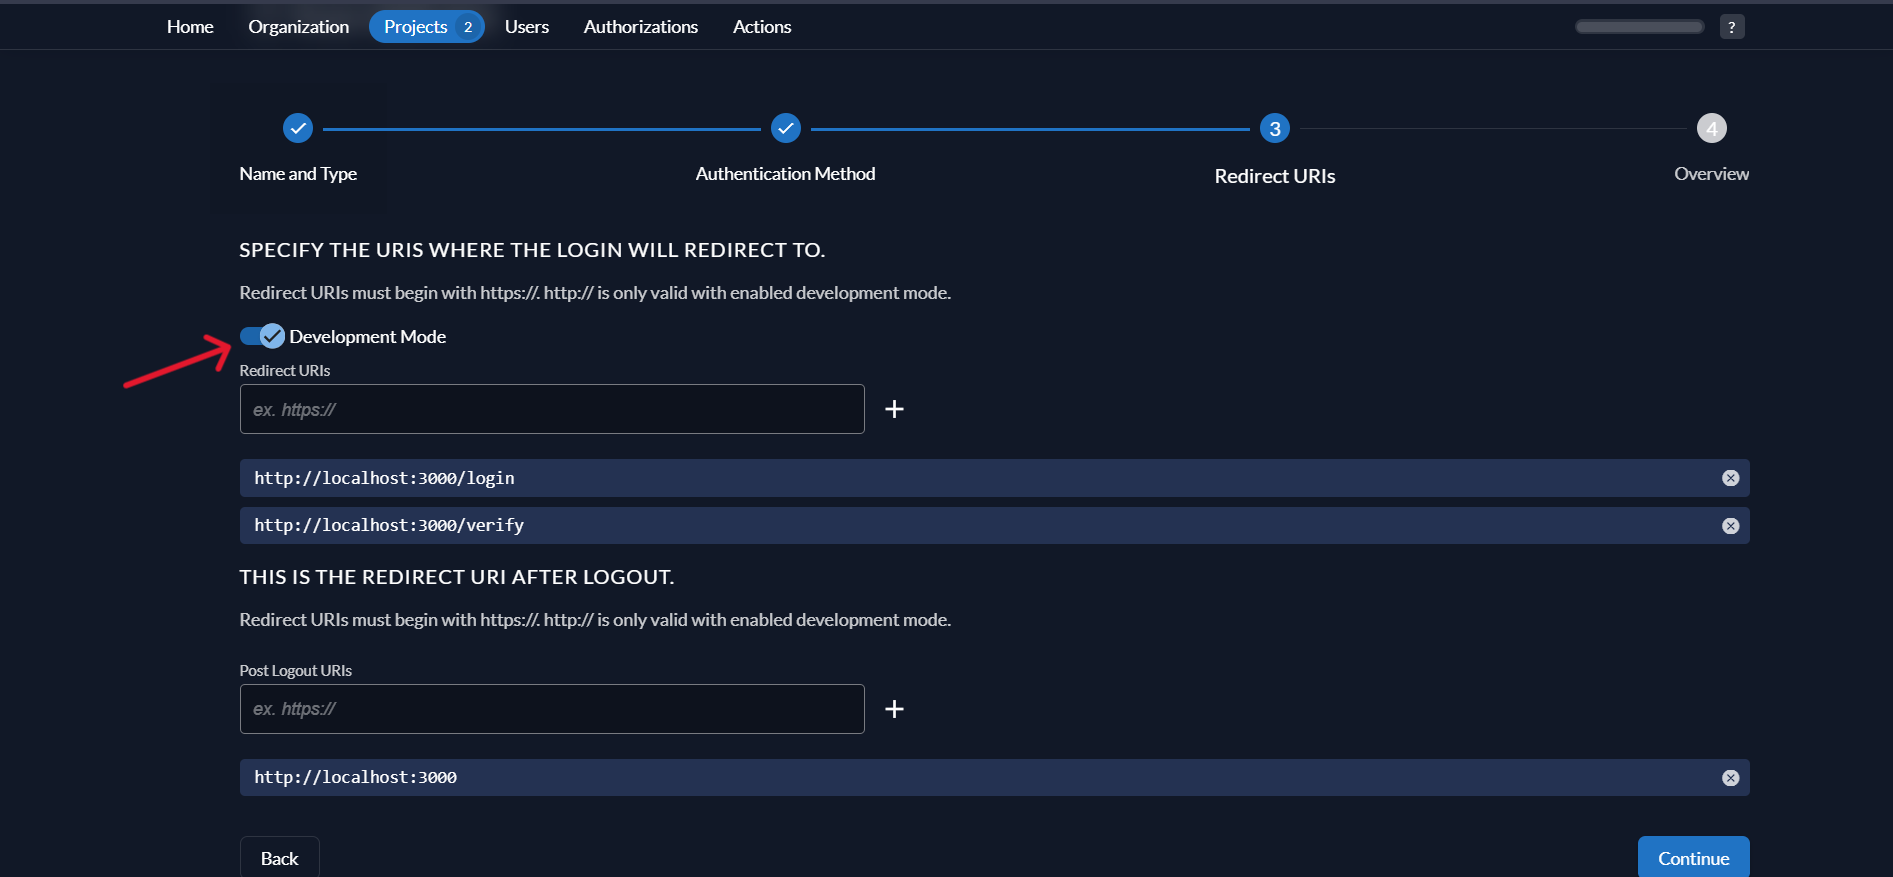 Home Organization Projects 2 Users Authorizations Actions ?
3 4
Name and Type Authentication Method Redirect URIs Overview
SPECIFY THE URIS WHERE THE LOGIN WILL REDIRECT TO.
Redirect URIs must begin with https://. http:// is only valid with enabled development mode.
Development Mode
Redirect URIs
ex. https://
http://localhost:3000/login
http://localhost:3000/verify
THIS IS THE REDIRECT URI AFTER LOGOUT.
Redirect URIs must begin with https://. http:// is only valid with enabled development mode.
Post Logout URIs
ex. https://
http://localhost:3000
Back Continue